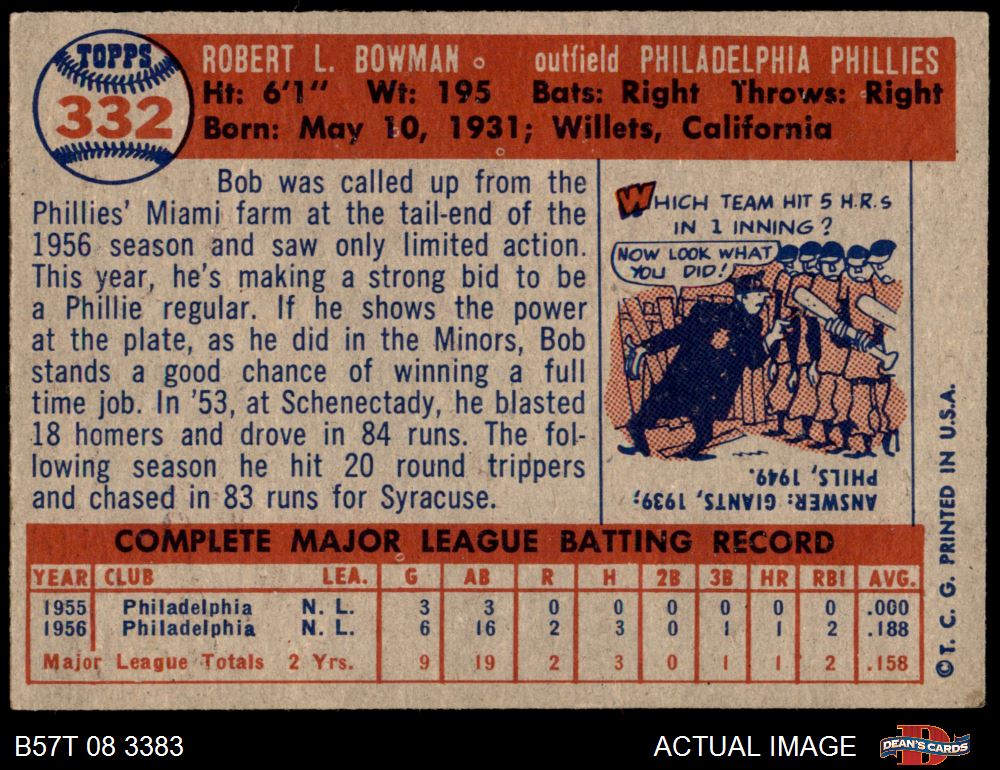 TOPPS
332
ROBERT L. BOWMAN o outfield PHILADELPHIA PHILLIES
Ht: 6'1" Wt: 195 Bats: Right Throws: Right
Born: May 10, 1931; Willets, California
Bob was called up from the
Phillies' Miami farm at the tail-end of the
1956 season and saw only limited action.
This year, he's making a strong bid to be
a Phillie regular. If he shows the power
at the plate, as he did in the Minors, Bob
stands a good chance of winning a full
time job. In '53, at Schenectady, he blasted
18 homers and drove in 84 runs. The fol-
lowing season he hit 20 round trippers
and chased in 83 runs for Syracuse.
WHICH TEAM HIT 5 H.R.s
IN 1 INNING?
NOW LOOK WHAT
YOU DID!
ANSWER: GIANTS, 1939;
PHILS, 1949.
COMPLETE MAJOR LEAGUE BATTING RECORD
YEAR CLUB LEA. G AB R H 2B 3B HR RBI AVG.
1955 Philadelphia N. L. 3 3 0 0 0 0 0 0 .000
1956 Philadelphia N. L. 6 16 2 3 0 1 1 2 .188
Major League Totals 2 Yrs. 9 19 2 3 0 1 1 2 .158
©T. C. G. PRINTED IN U.S.A.
B57T 08 3383
ACTUAL IMAGE
DEAN'S CARDS